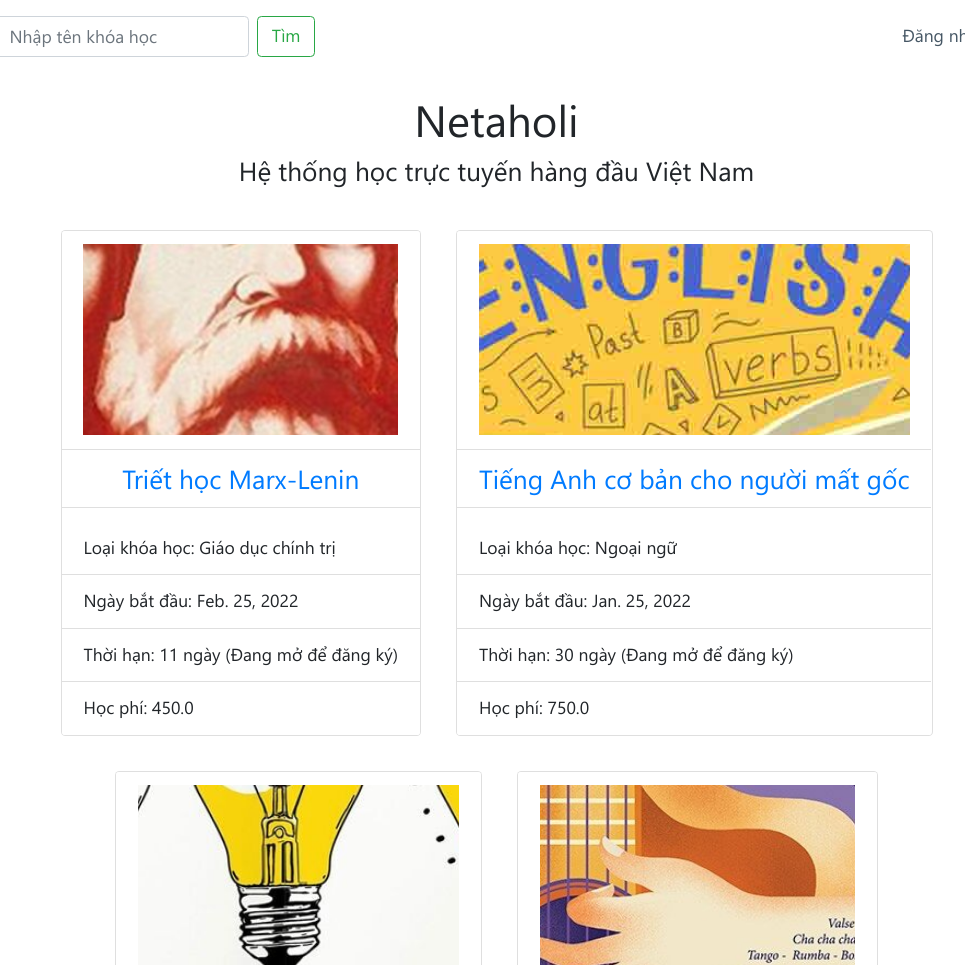 Nhập tên khóa học
Tìm
Đăng nh
Netaholi
Hệ thống học trực tuyến hàng đầu Việt Nam
ENGLISH
Past
B
verbs
at
A
L
Triết học Marx-Lenin
Tiếng Anh cơ bản cho người mất gốc
Loại khóa học: Giáo dục chính trị
Loại khóa học: Ngoại ngữ
Ngày bắt đầu: Feb. 25, 2022
Ngày bắt đầu: Jan. 25, 2022
Thời hạn: 11 ngày (Đang mở để đăng ký)
Thời hạn: 30 ngày (Đang mở để đăng ký)
Học phí: 450.0
Học phí: 750.0
Valse
Cha cha cha
Tango - Rumba - Bo